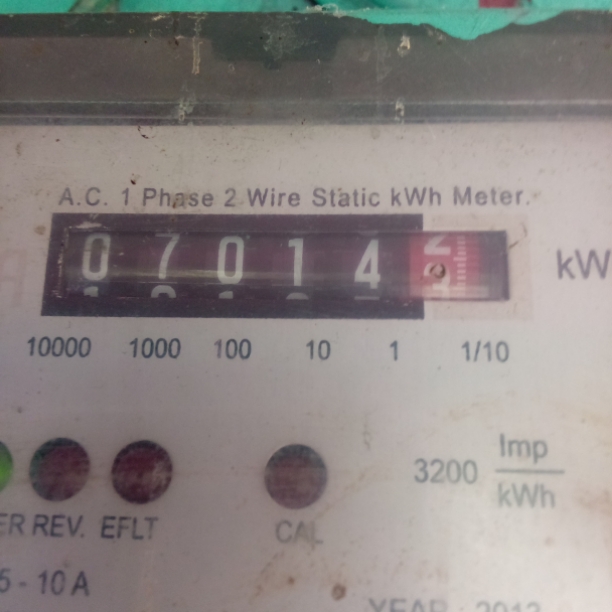 A.C. 1 Phase 2 Wire Static kWh Meter.
0 7 0 1 4 kW
10000 1000 100 10 1 1/10
3200 Imp/kWh
REV. EFLT CAL
5 - 10 A
YEAR